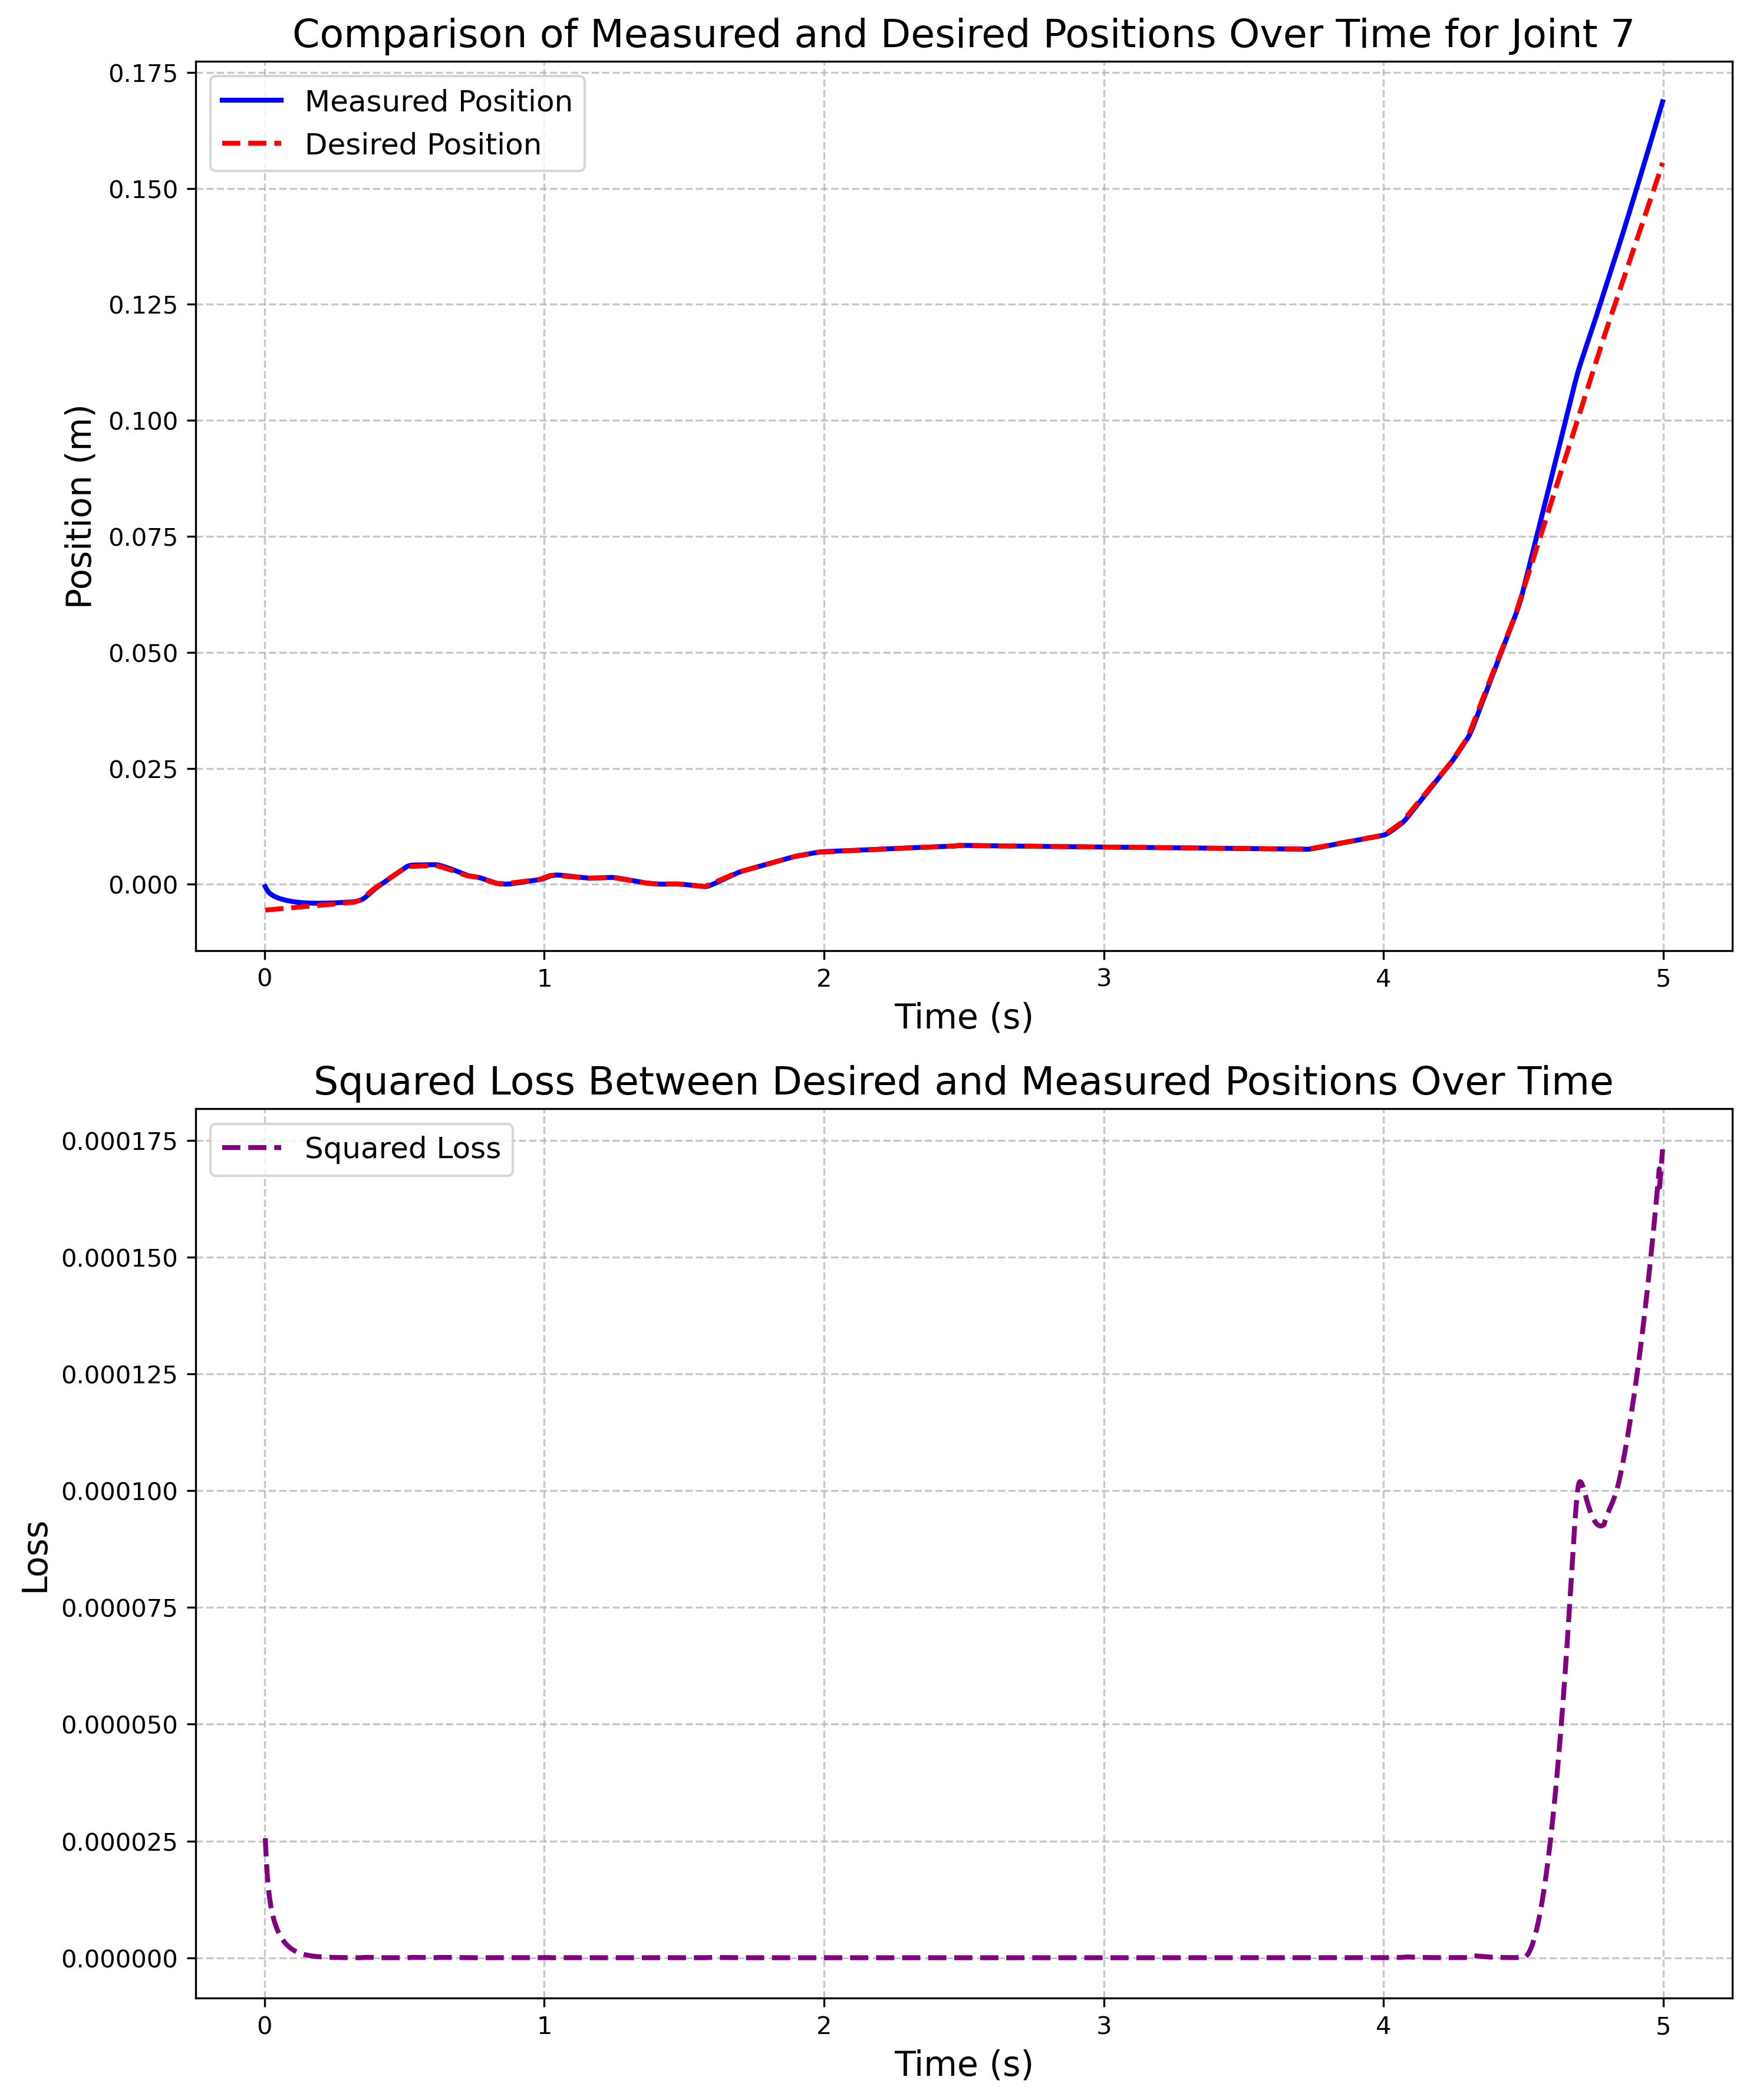 Comparison of Measured and Desired Positions Over Time for Joint 7
0.175
0.150
0.125
0.100
0.075
0.050
0.025
0.000
Position (m)
Measured Position
Desired Position
0 1 2 3 4 5
Time (s)
Squared Loss Between Desired and Measured Positions Over Time
0.000175
0.000150
0.000125
0.000100
0.000075
0.000050
0.000025
0.000000
Loss
Squared Loss
0 1 2 3 4 5
Time (s)